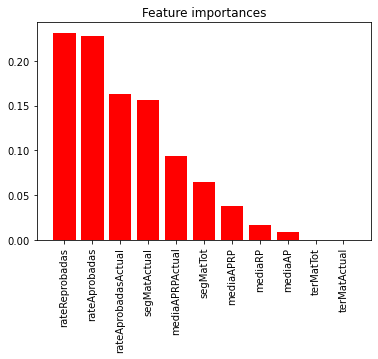 Feature importances
0.20
0.15
0.10
0.05
0.00
rateReprobadas
rateAprobadas
rateAprobadasActual
segMatActual
mediaAPRPActual
segMatTot
mediaAPRP
mediaRP
mediaAP
terMatTot
terMatActual